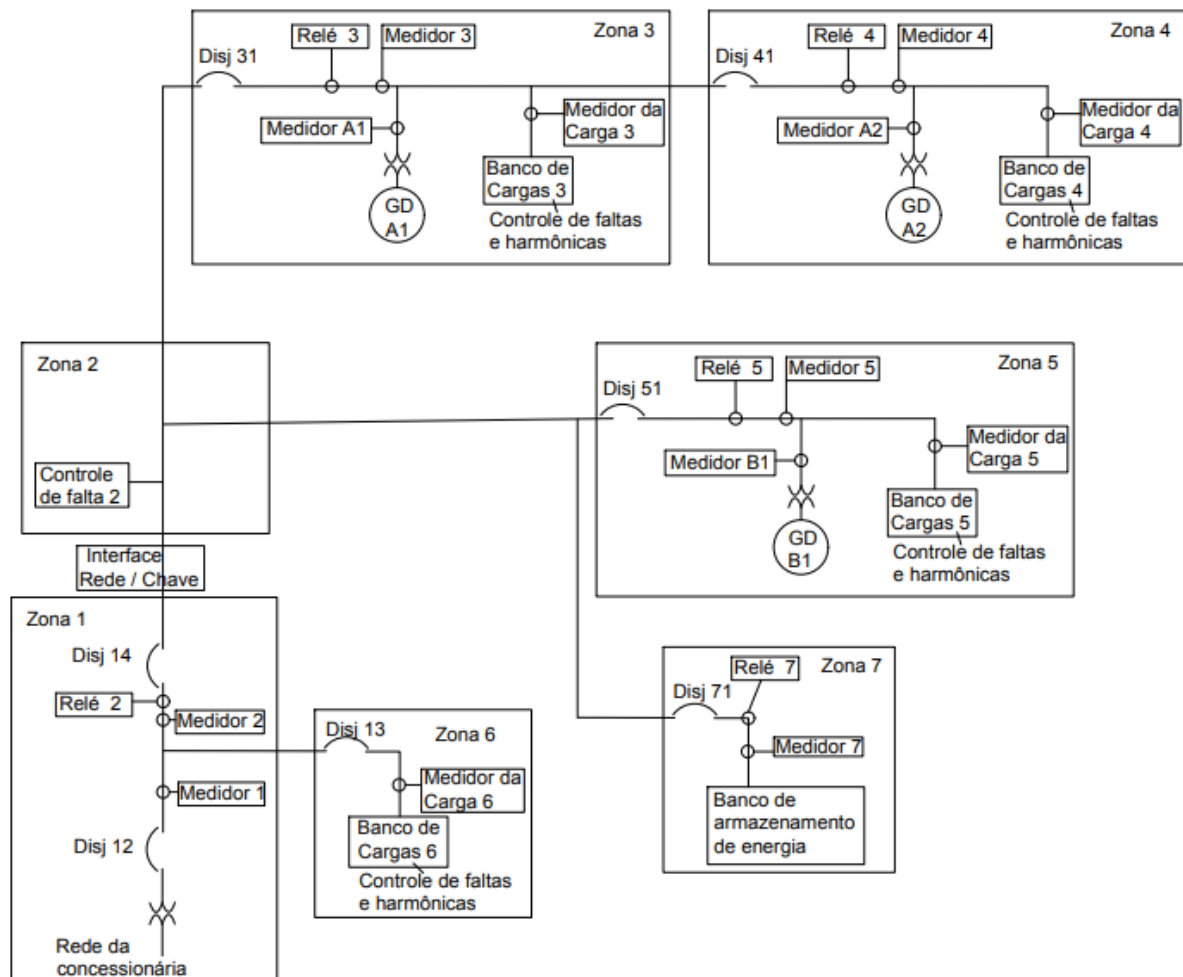 Relé 3
Medidor 3
Zona 3
Disj 31
Medidor A1
Medidor da
Carga 3
Banco de
Cargas 3
GD
A1
Controle de faltas
e harmônicas
Relé 4
Medidor 4
Zona 4
Disj 41
Medidor A2
Medidor da
Carga 4
Banco de
Cargas 4
GD
A2
Controle de faltas
e harmônicas
Zona 2
Controle
de falta 2
Relé 5
Medidor 5
Zona 5
Disj 51
Medidor B1
Medidor da
Carga 5
Banco de
Cargas 5
GD
B1
Controle de faltas
e harmônicas
Interface
Rede / Chave
Zona 1
Disj 14
Relé 2
Medidor 2
Medidor 1
Disj 12
Rede da
concessionária
Disj 13
Zona 6
Medidor da
Carga 6
Banco de
Cargas 6
Controle de faltas
e harmônicas
Relé 7
Zona 7
Disj 71
Medidor 7
Banco de
armazenamento
de energia